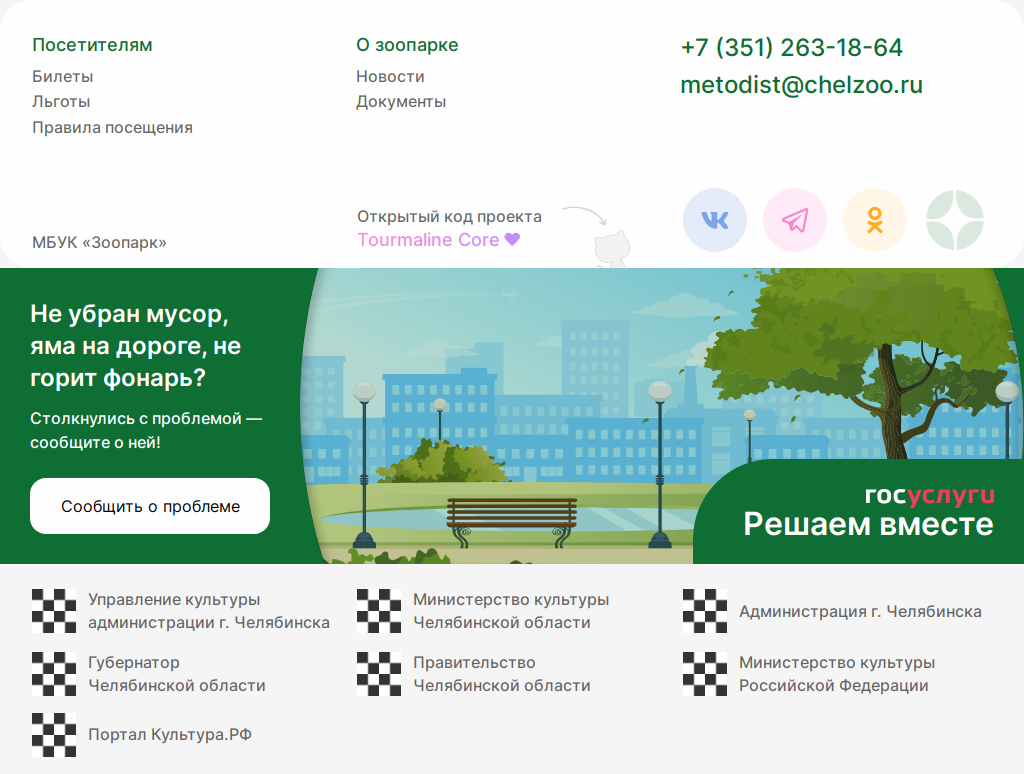 Посетителям
Билеты
Льготы
Правила посещения
О зоопарке
Новости
Документы
+7 (351) 263-18-64
metodist@chelzoo.ru
МБУК «Зоопарк»
Открытый код проекта
Tourmaline Core
Не убран мусор,
яма на дороге, не
горит фонарь?
Столкнулись с проблемой —
сообщите о ней!
Сообщить о проблеме
госуслуги
Решаем вместе
Управление культуры
администрации г. Челябинска
Министерство культуры
Челябинской области
Администрация г. Челябинска
Губернатор
Челябинской области
Правительство
Челябинской области
Министерство культуры
Российской Федерации
Портал Культура.РФ